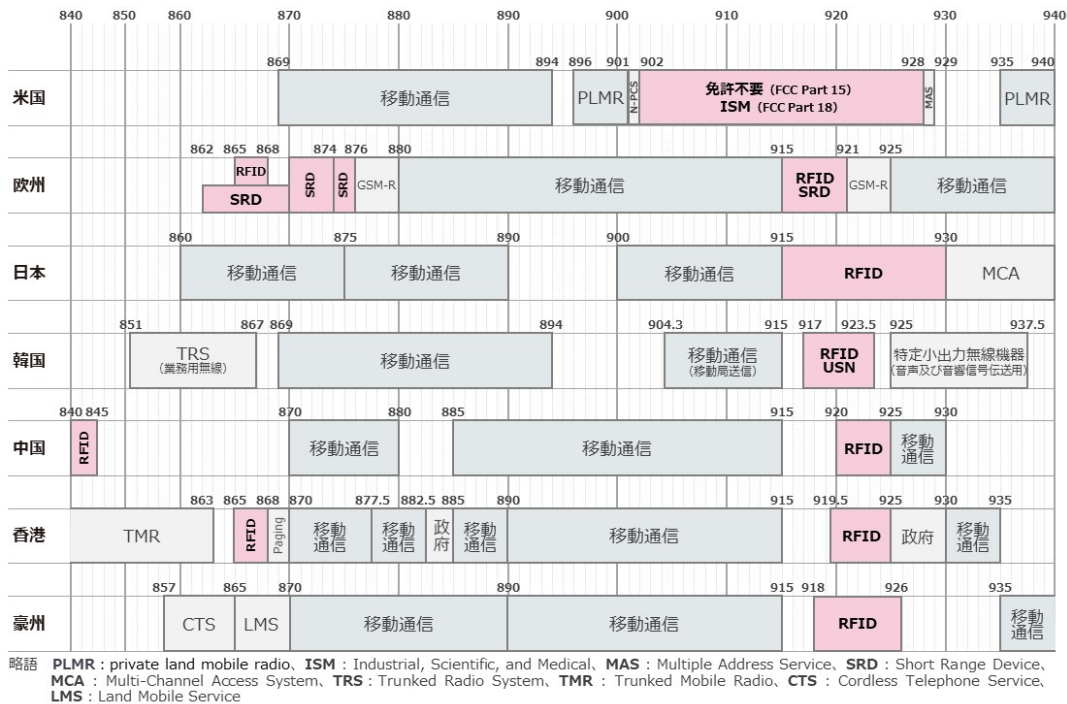 840 850 860 870 880 890 900 910 920 930 940
869 894 896 901 902 928 929 935 940
米国 移動通信 PLMR N-PCS 免許不要 (FCC Part 15) MAS PLMR
ISM (FCC Part 18)
862 865 868 874 876 880 915 921 925
欧州 RFID SRD SRD SRD GSM-R 移動通信 RFID GSM-R 移動通信
SRD
860 875 890 900 915 930
日本 移動通信 移動通信 移動通信 RFID MCA
851 867 869 894 904.3 915 917 923.5 925 937.5
韓国 TRS 移動通信 移動通信 RFID 特定小出力無線機器
(業務用無線) (移動局送信) USN (音声及び音響信号伝送用)
840 845 870 880 885 915 920 925 930
中国 RFID 移動通信 移動通信 RFID 移動
通信
863 865 868 870 877.5 882.5 885 890 915 919.5 925 930 935
香港 TMR RFID Paging 移動 移動 政 移動 移動通信 RFID 政府 移動
通信 通信 府 通信 通信
857 865 870 890 915 918 926 935
豪州 CTS LMS 移動通信 移動通信 RFID 移動
通信
略語 PLMR : private land mobile radio、ISM : Industrial, Scientific, and Medical、MAS : Multiple Address Service、SRD : Short Range Device、
MCA : Multi-Channel Access System、TRS : Trunked Radio System、TMR : Trunked Mobile Radio、CTS : Cordless Telephone Service、
LMS : Land Mobile Service